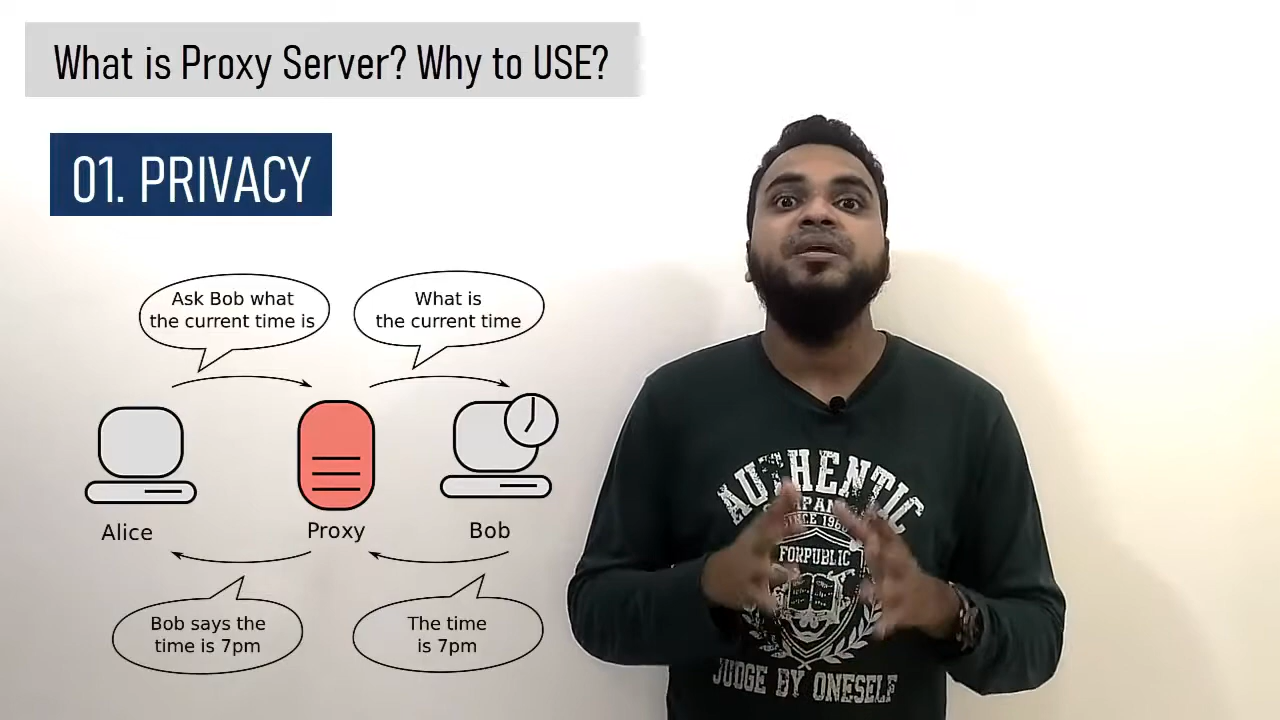 What is Proxy Server? Why to USE?
01. PRIVACY
Ask Bob what
the current time is
What is
the current time
Alice
Proxy
Bob
Bob says the
time is 7pm
The time
is 7pm
AUTHENTIC
SINCE
FORPUBLIC
JUDGE BY ONESELF